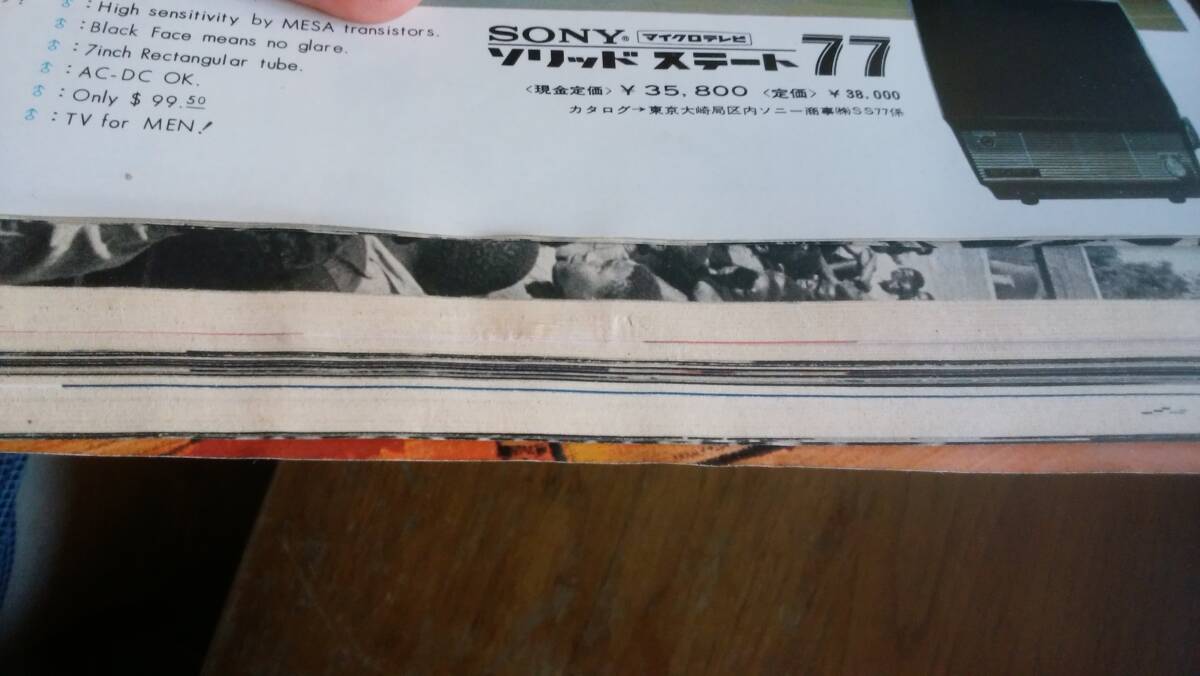 ♂ : High sensitivity by MESA transistors.
♂ : Black Face means no glare.
♂ : 7inch Rectangular tube.
♂ : AC-DC OK.
♂ : Only $ 99.50
♂ : TV for MEN!
SONY® マイクロテレビ
ソリッド ステート 77
〈現金定価〉¥ 35,800 〈定価〉¥ 38,000
カタログ→東京大崎局区内ソニー商事㈱SS77係